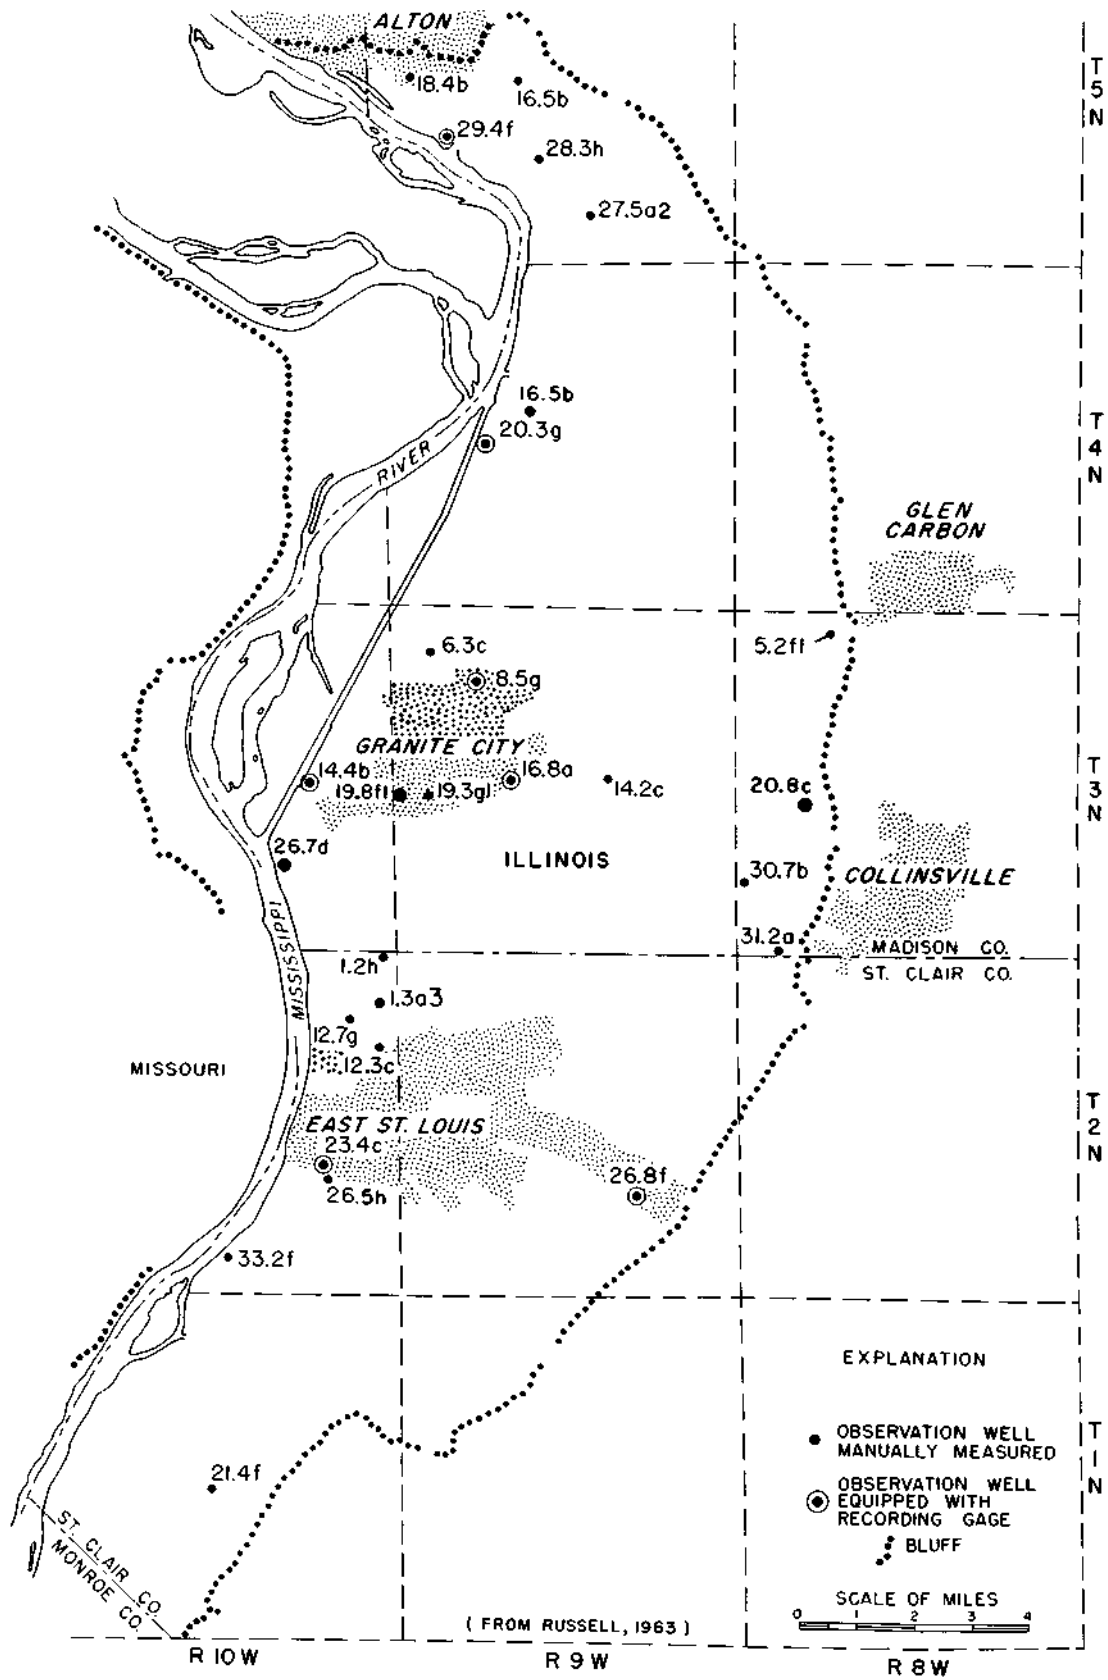 ALTON
18.4b
16.5b
T
5
N
29.4f
28.3h
27.5a2
16.5b
20.3g
RIVER
T
4
N
GLEN
CARBON
6.3c
5.2f1
8.5g
GRANITE CITY
14.4b
16.8a
19.8f1
19.3g1
14.2c
20.8c
T
3
N
26.7d
ILLINOIS
30.7b
COLLINSVILLE
31.2a
MADISON CO.
ST. CLAIR CO.
MISSISSIPPI
1.2h
1.3a3
12.7g
12.3c
MISSOURI
EAST ST. LOUIS
T
2
N
23.4c
26.8f
26.5h
33.2f
EXPLANATION
OBSERVATION WELL
MANUALLY MEASURED
OBSERVATION WELL
EQUIPPED WITH
RECORDING GAGE
BLUFF
T
1
N
21.4f
ST. CLAIR CO.
MONROE CO.
SCALE OF MILES
0 1 2 3 4
( FROM RUSSELL, 1963 )
R 10 W
R 9 W
R 8 W